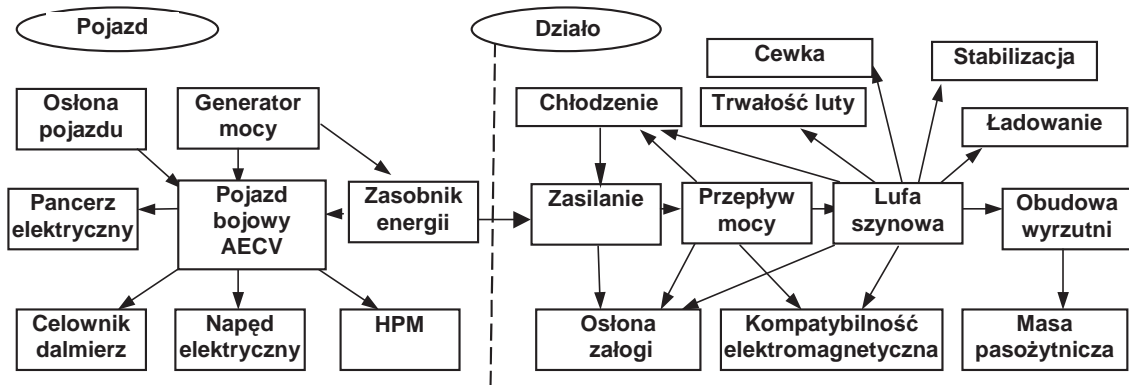 Pojazd
Działo
Cewka
Stabilizacja
Osłona
pojazdu
Generator
mocy
Chłodzenie
Trwałość luty
Ładowanie
Pancerz
elektryczny
Pojazd
bojowy
AECV
Zasobnik
energii
Zasilanie
Przepływ
mocy
Lufa
szynowa
Obudowa
wyrzutni
Celownik
dalmierz
Napęd
elektryczny
HPM
Osłona
załogi
Kompatybilność
elektromagnetyczna
Masa
pasożytnicza